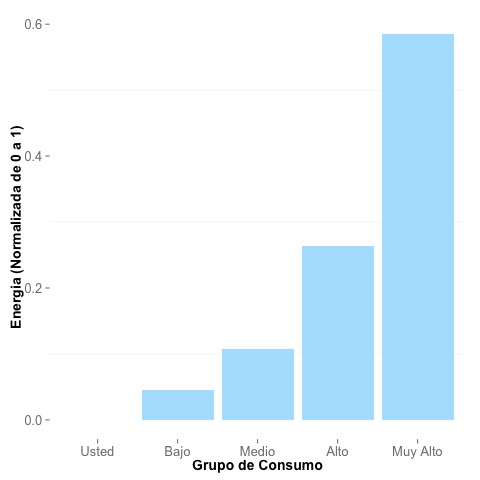 0.6
0.4
0.2
0.0
Energia (Normalizada de 0 a 1)
Usted Bajo Medio Alto Muy Alto
Grupo de Consumo